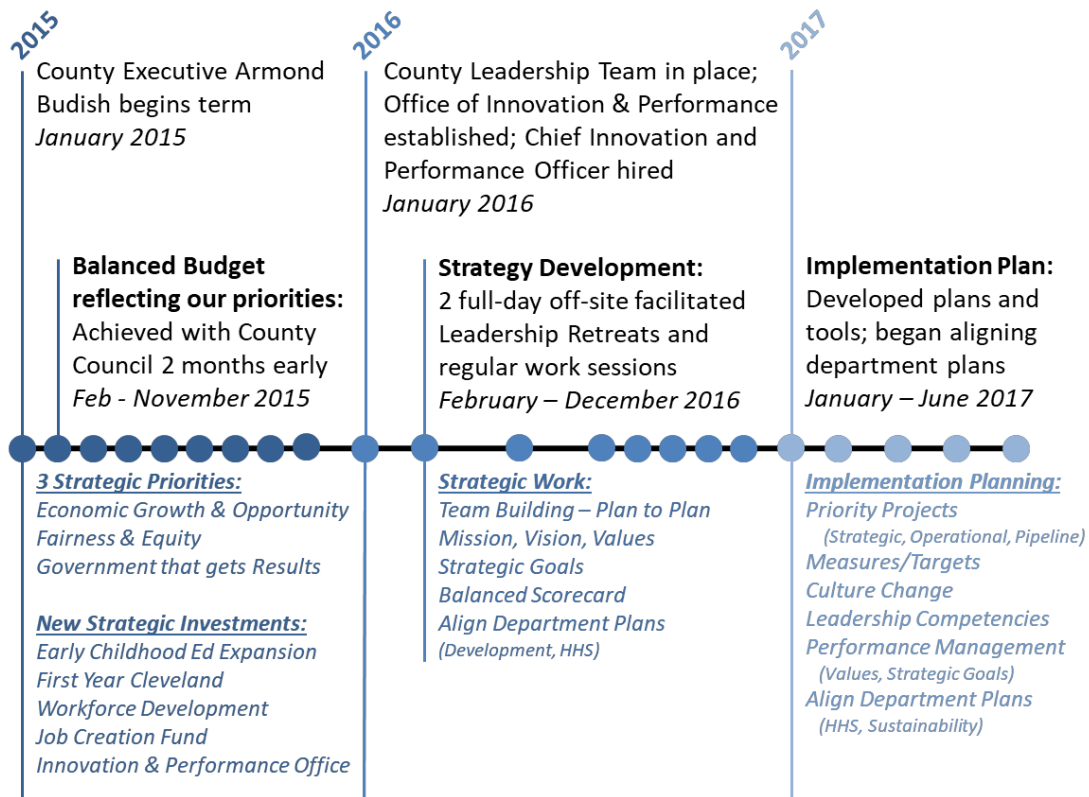 2015
County Executive Armond
Budish begins term
January 2015
Balanced Budget
reflecting our priorities:
Achieved with County
Council 2 months early
Feb - November 2015
3 Strategic Priorities:
Economic Growth & Opportunity
Fairness & Equity
Government that gets Results
New Strategic Investments:
Early Childhood Ed Expansion
First Year Cleveland
Workforce Development
Job Creation Fund
Innovation & Performance Office
2016
County Leadership Team in place;
Office of Innovation & Performance
established; Chief Innovation and
Performance Officer hired
January 2016
Strategy Development:
2 full-day off-site facilitated
Leadership Retreats and
regular work sessions
February – December 2016
Strategic Work:
Team Building – Plan to Plan
Mission, Vision, Values
Strategic Goals
Balanced Scorecard
Align Department Plans
(Development, HHS)
2017
Implementation Plan:
Developed plans and
tools; began aligning
department plans
January – June 2017
Implementation Planning:
Priority Projects
(Strategic, Operational, Pipeline)
Measures/Targets
Culture Change
Leadership Competencies
Performance Management
(Values, Strategic Goals)
Align Department Plans
(HHS, Sustainability)